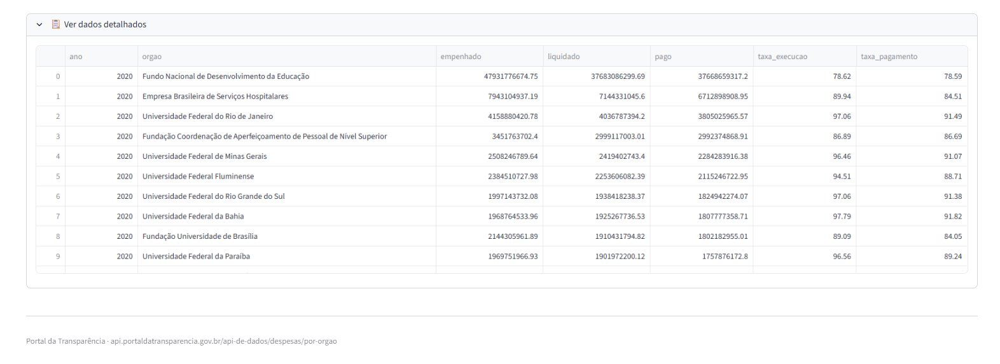 Ver dados detalhados
ano orgao empenhado liquidado pago taxa_execucao taxa_pagamento
0 2020 Fundo Nacional de Desenvolvimento da Educação 47931776674.75 37683086299.69 37668659317.2 78.62 78.59
1 2020 Empresa Brasileira de Serviços Hospitalares 7943104937.19 7144331045.6 6712898908.95 89.94 84.51
2 2020 Universidade Federal do Rio de Janeiro 4158880420.78 4036787394.2 3805025965.57 97.06 91.49
3 2020 Fundação Coordenação de Aperfeiçoamento de Pessoal de Nível Superior 3451763702.4 2999117003.01 2992374868.91 86.89 86.69
4 2020 Universidade Federal de Minas Gerais 2508246789.64 2419402743.4 2284283916.38 96.46 91.07
5 2020 Universidade Federal Fluminense 2384510727.98 2253606082.39 2115246722.95 94.51 88.71
6 2020 Universidade Federal do Rio Grande do Sul 1997143732.08 1938418238.37 1824942274.07 97.06 91.38
7 2020 Universidade Federal da Bahia 1968764533.96 1925267736.53 1807777358.71 97.79 91.82
8 2020 Fundação Universidade de Brasília 2144305961.89 1910431794.82 1802182955.01 89.09 84.05
9 2020 Universidade Federal da Paraíba 1969751966.93 1901972200.12 1757876172.8 96.56 89.24
Portal da Transparência · api.portaldatransparencia.gov.br/api-de-dados/despesas/por-orgao